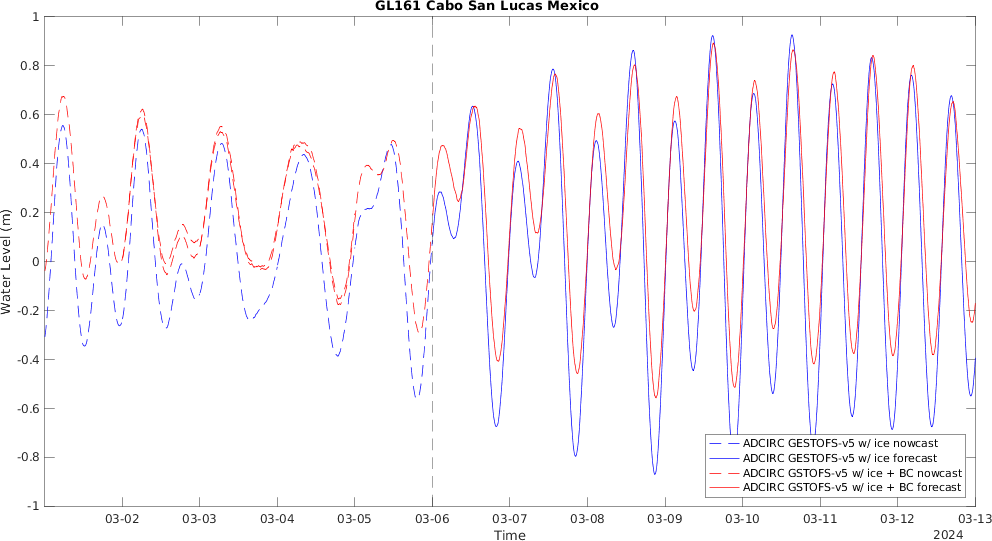 GL161 Cabo San Lucas Mexico
1
0.8
0.6
0.4
0.2
0
-0.2
-0.4
-0.6
-0.8
-1
Water Level (m)
ADCIRC GESTOFS-v5 w/ ice nowcast
ADCIRC GESTOFS-v5 w/ ice forecast
ADCIRC GSTOFS-v5 w/ ice + BC nowcast
ADCIRC GSTOFS-v5 w/ ice + BC forecast
03-02 03-03 03-04 03-05 03-06 03-07 03-08 03-09 03-10 03-11 03-12 03-13
Time
2024